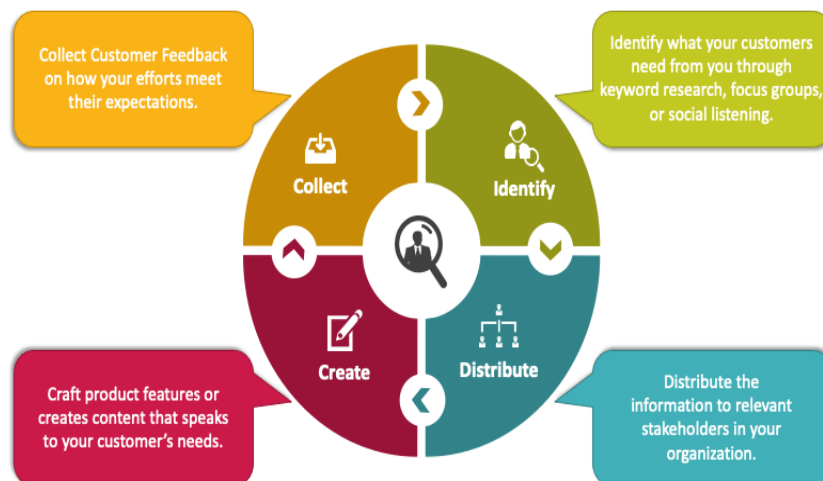 Collect Customer Feedback
on how your efforts meet
their expectations.
Identify what your customers
need from you through
keyword research, focus groups,
or social listening.
Collect
Identify
Create
Distribute
Craft product features or
creates content that speaks
to your customer’s needs.
Distribute the
information to relevant
stakeholders in your
organization.